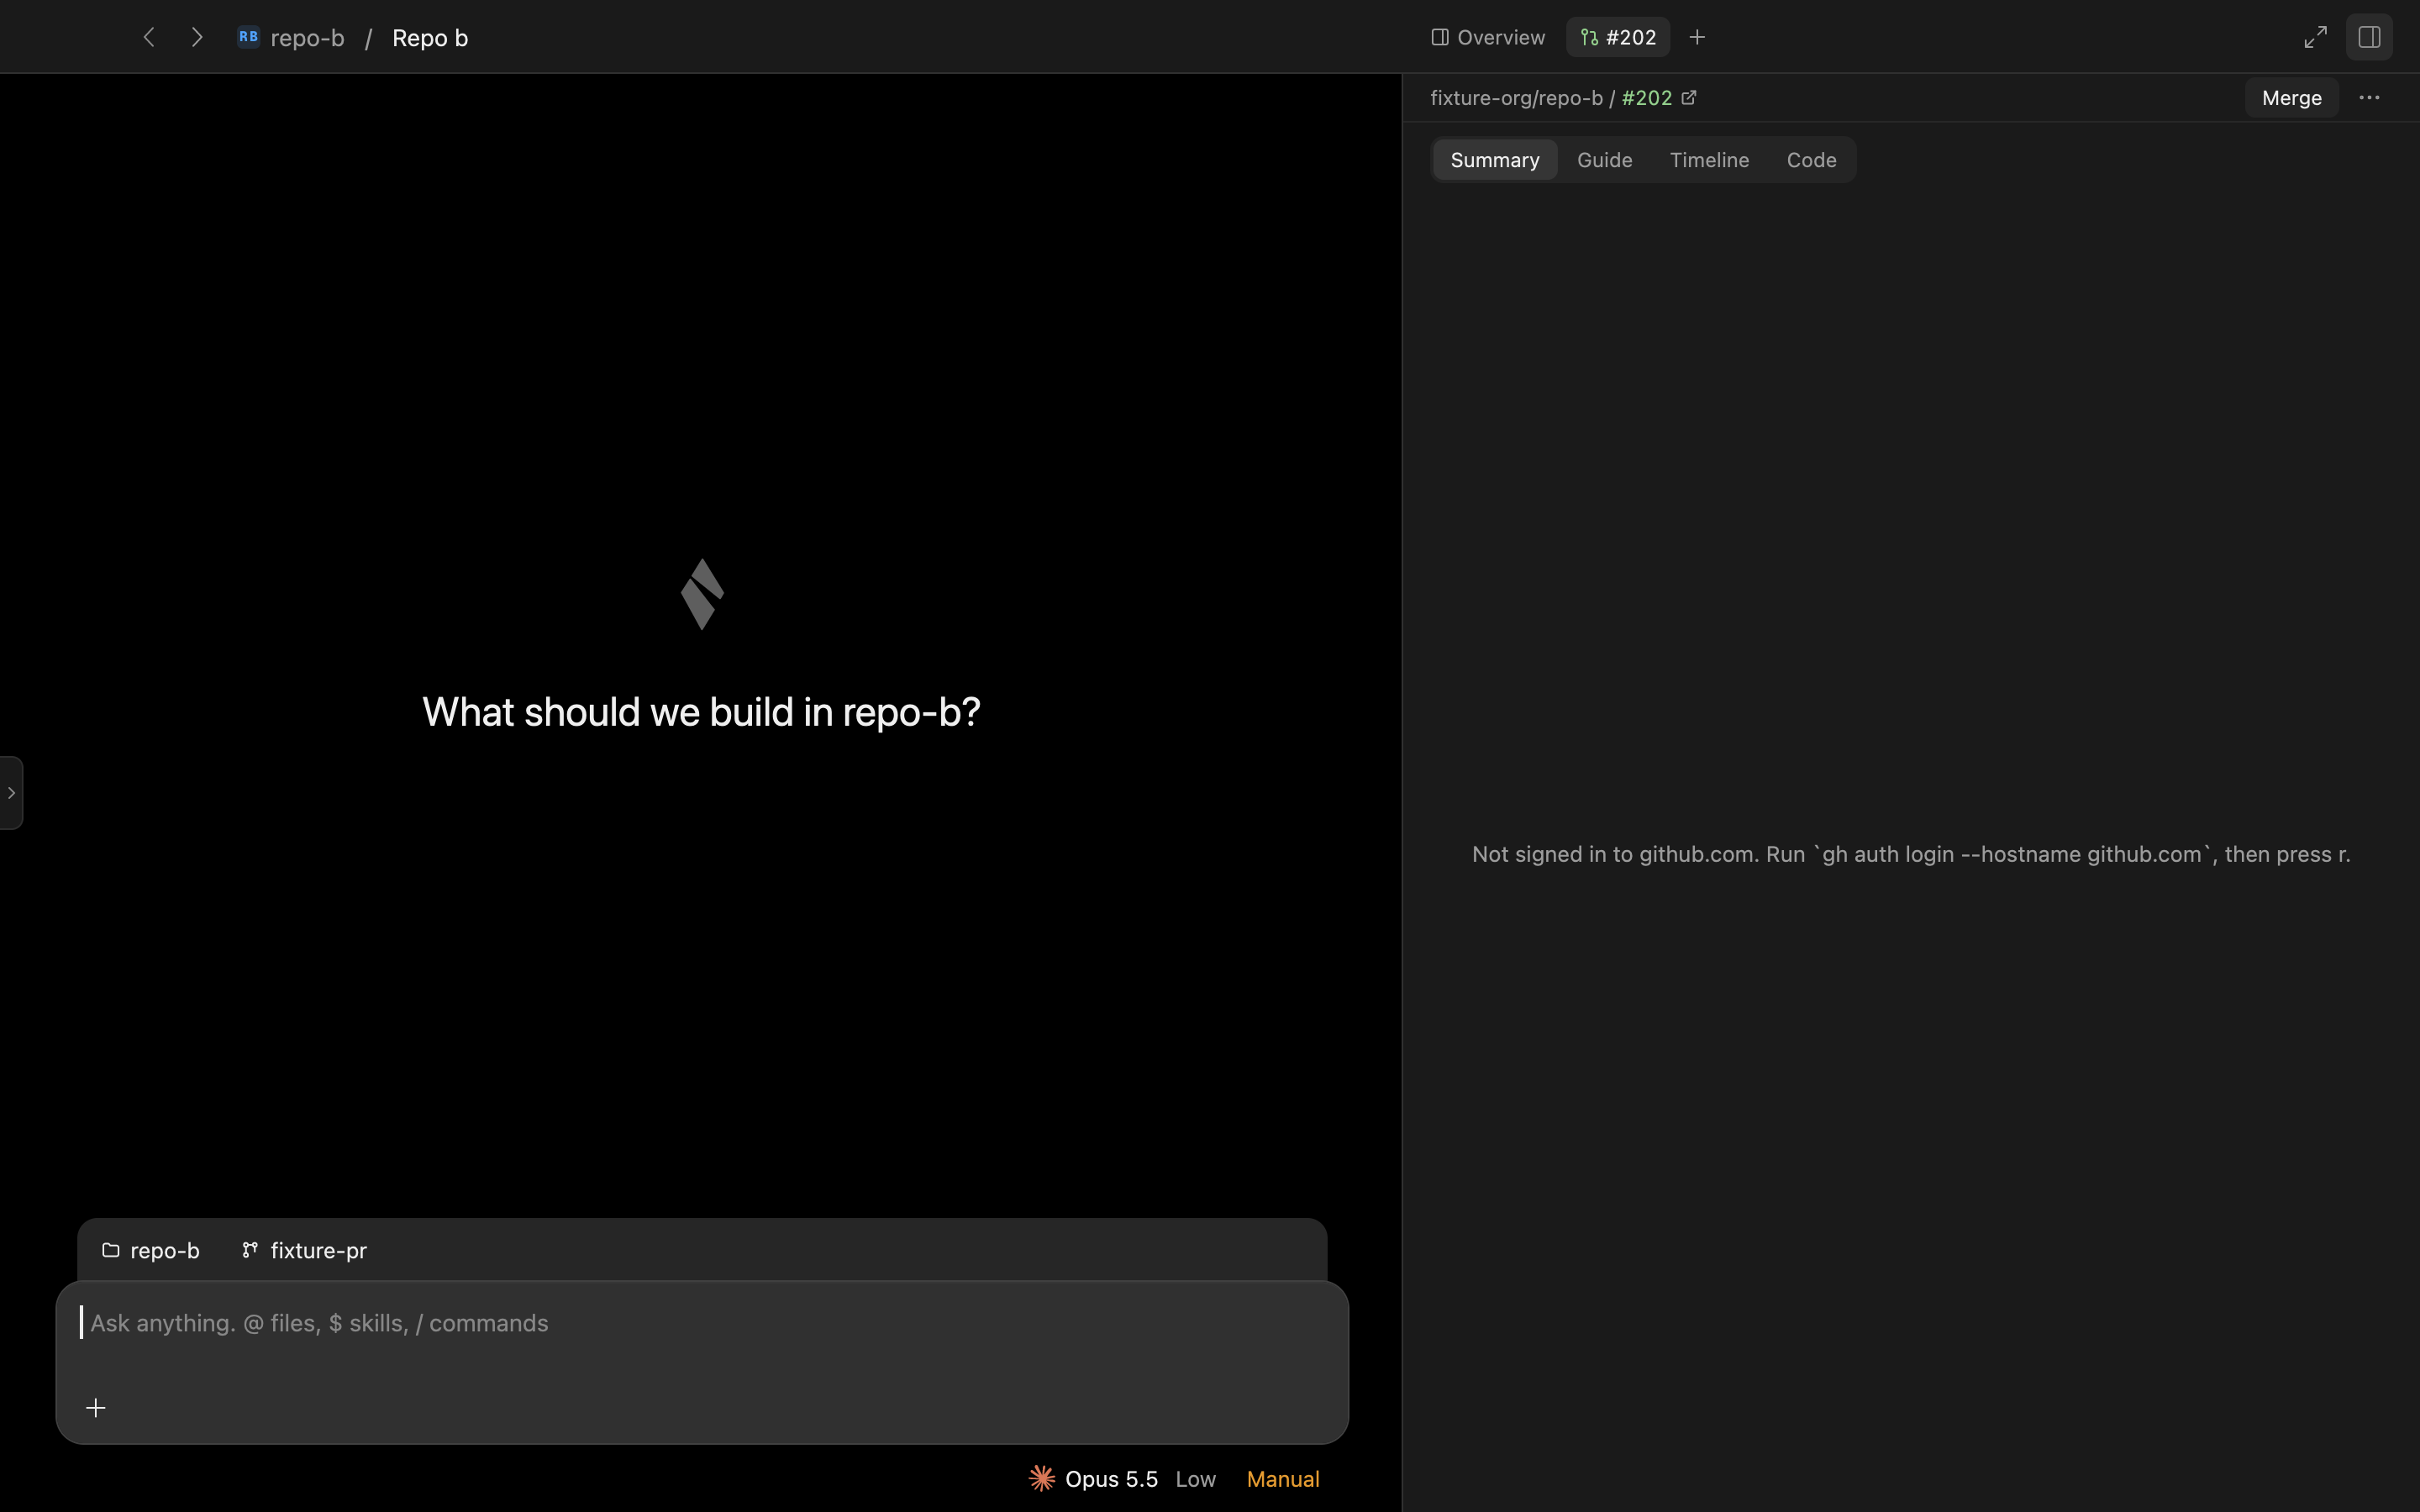 RB repo-b / Repo b
Overview
#202
fixture-org/repo-b / #202
Merge
Summary
Guide
Timeline
Code
What should we build in repo-b?
Not signed in to github.com. Run `gh auth login --hostname github.com`, then press r.
repo-b
fixture-pr
Ask anything. @ files, $ skills, / commands
Opus 5.5 Low Manual